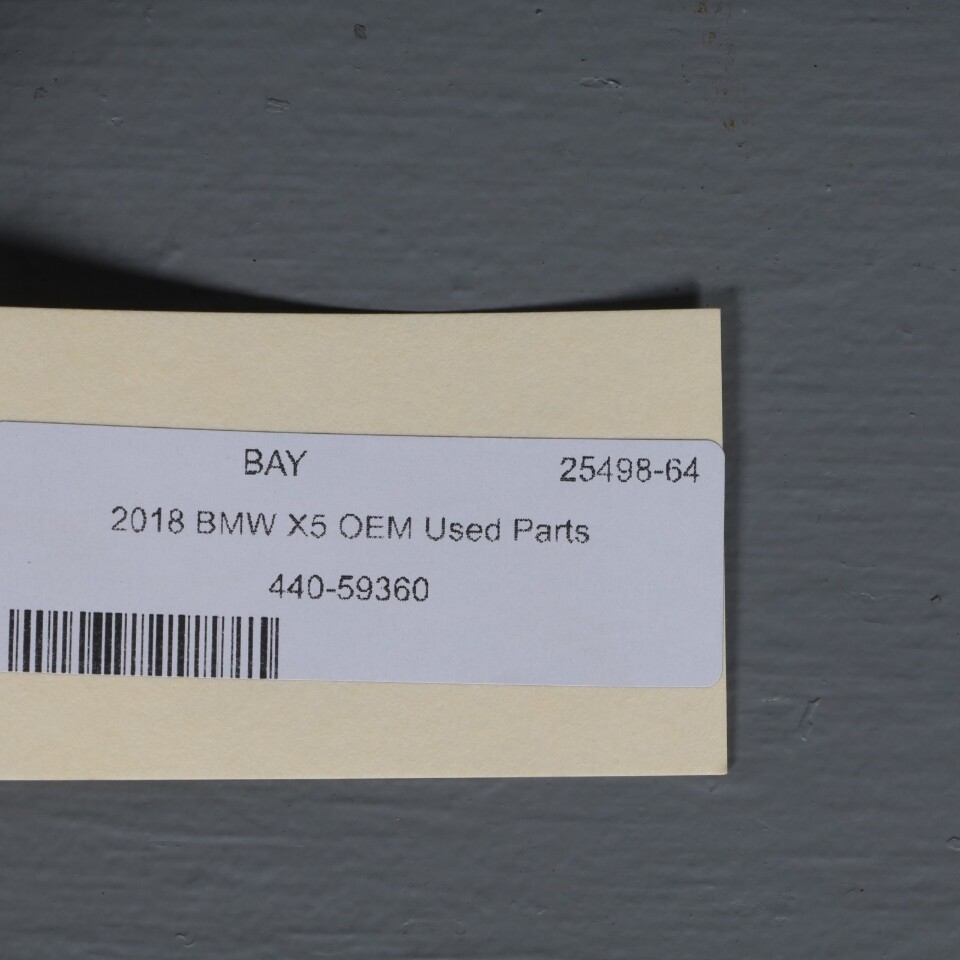 BAY 25498-64
2018 BMW X5 OEM Used Parts
440-59360